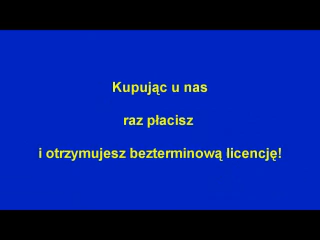 Kupując u nas
raz płacisz
i otrzymujesz bezterminową licencję!